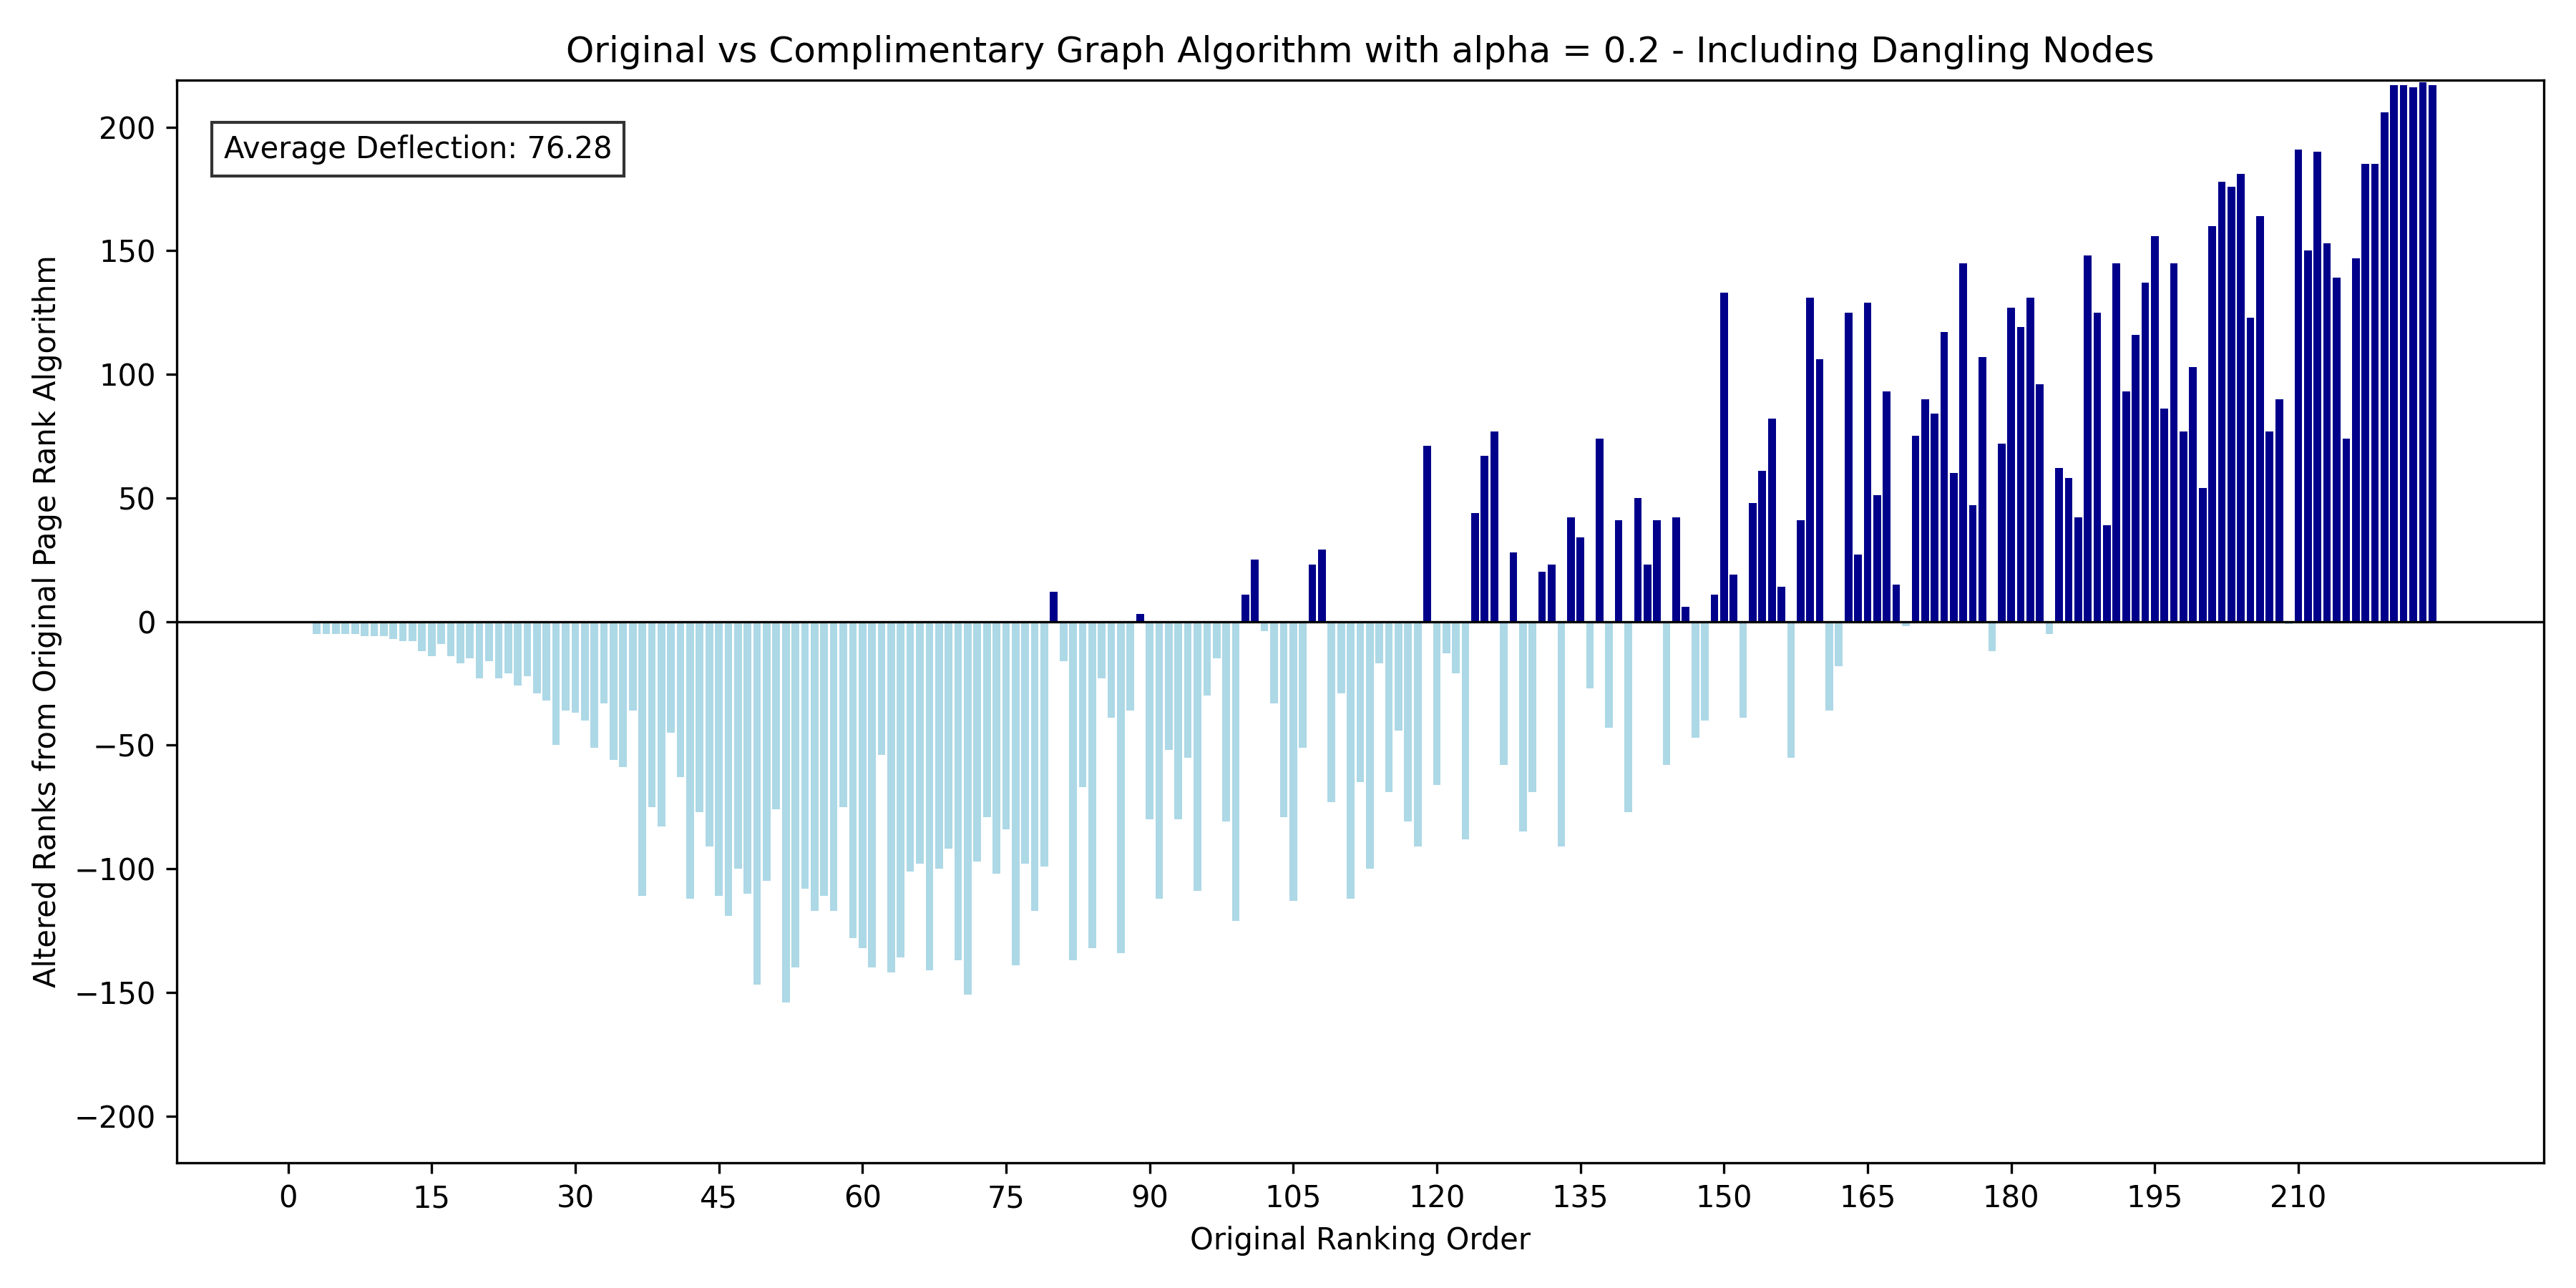 Original vs Complimentary Graph Algorithm with alpha = 0.2 - Including Dangling Nodes
Average Deflection: 76.28
Altered Ranks from Original Page Rank Algorithm
200
150
100
50
0
−50
−100
−150
−200
0 15 30 45 60 75 90 105 120 135 150 165 180 195 210
Original Ranking Order